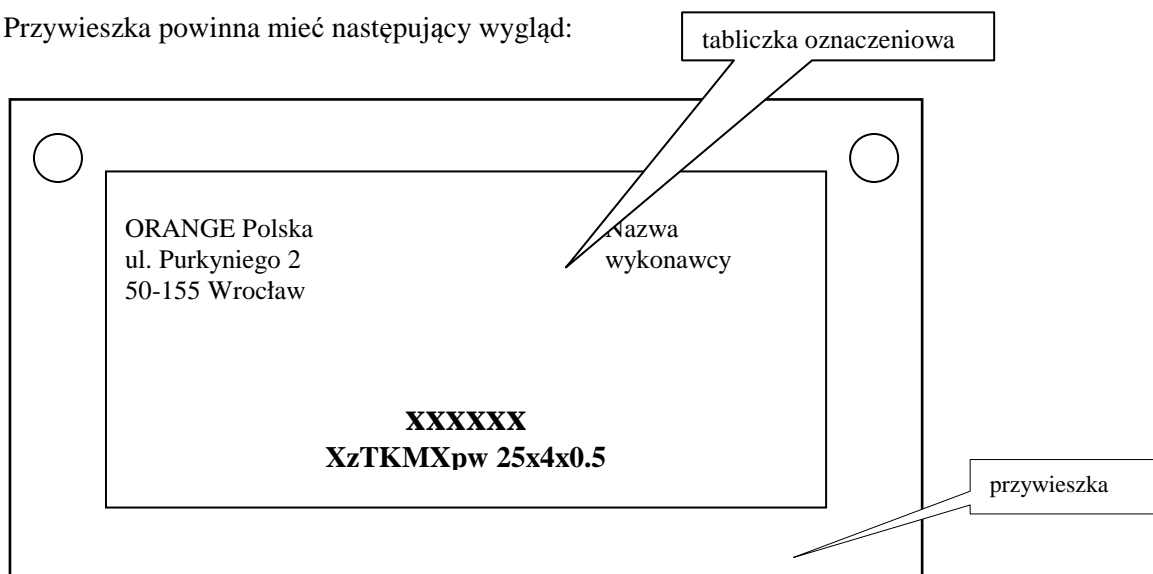 Przywieszka powinna mieć następujący wygląd:
tabliczka oznaczeniowa
ORANGE Polska
ul. Purkyniego 2
50-155 Wrocław
Nazwa
wykonawcy
xxxxxx
XzTKMXpw 25x4x0.5
przywieszka